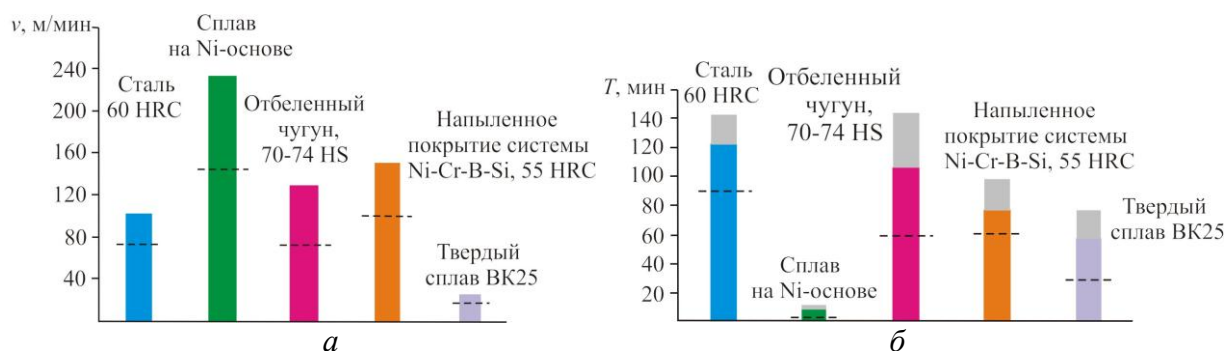 v, м/мин
240
200
160
120
80
40
Сталь
60 HRC
Сплав
на Ni-основе
Отбеленный
чугун,
70-74 HS
Напыленное
покрытие системы
Ni-Cr-B-Si, 55 HRC
Твердый
сплав ВК25
а
T, мин
140
120
100
80
60
40
20
Сталь
60 HRC
Сплав
на Ni-основе
Отбеленный
чугун,
70-74 HS
Напыленное
покрытие системы
Ni-Cr-B-Si, 55 HRC
Твердый
сплав ВК25
б